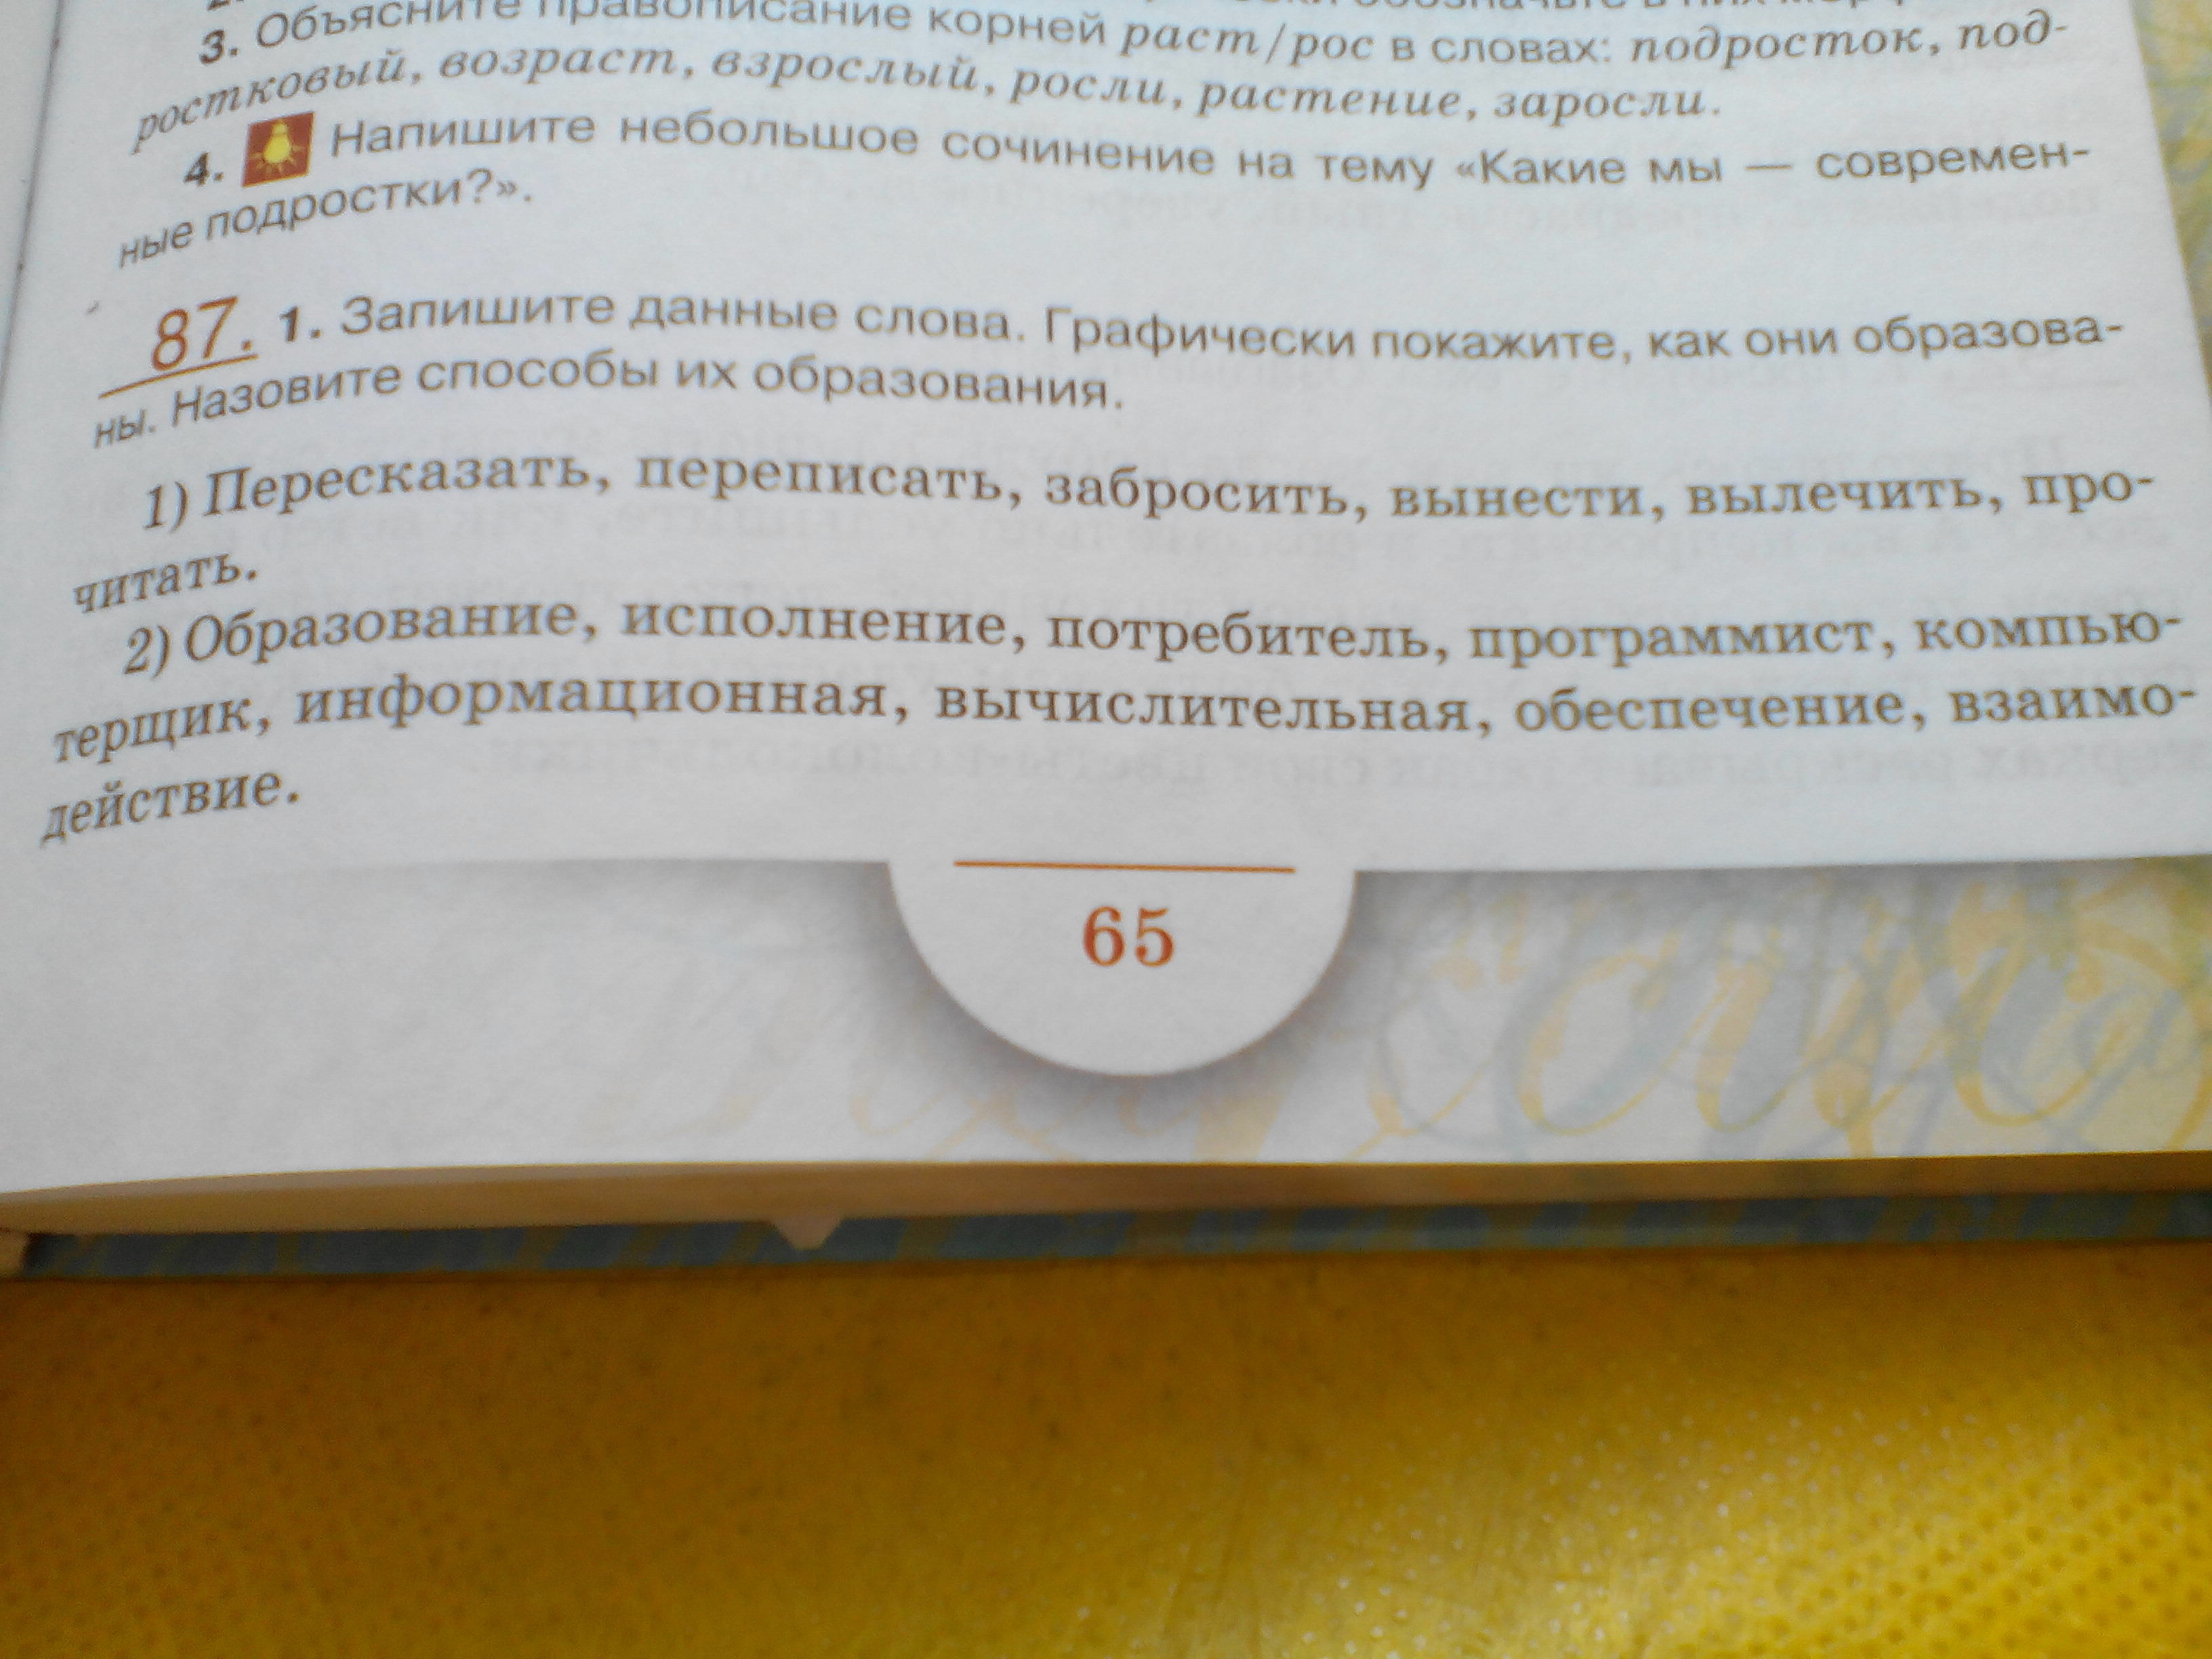 3. Объясните правописание корней раст/рос в словах: подросток, под-
ростковый, возраст, взрослый, росли, растение, заросли.
4. Напишите небольшое сочинение на тему «Какие мы — современ-
ные подростки?».
87. 1. Запишите данные слова. Графически покажите, как они образова-
ны. Назовите способы их образования.
1) Пересказать, переписать, забросить, вынести, вылечить, про-
читать.
2) Образование, исполнение, потребитель, программист, компью-
терщик, информационная, вычислительная, обеспечение, взаимо-
действие.
65